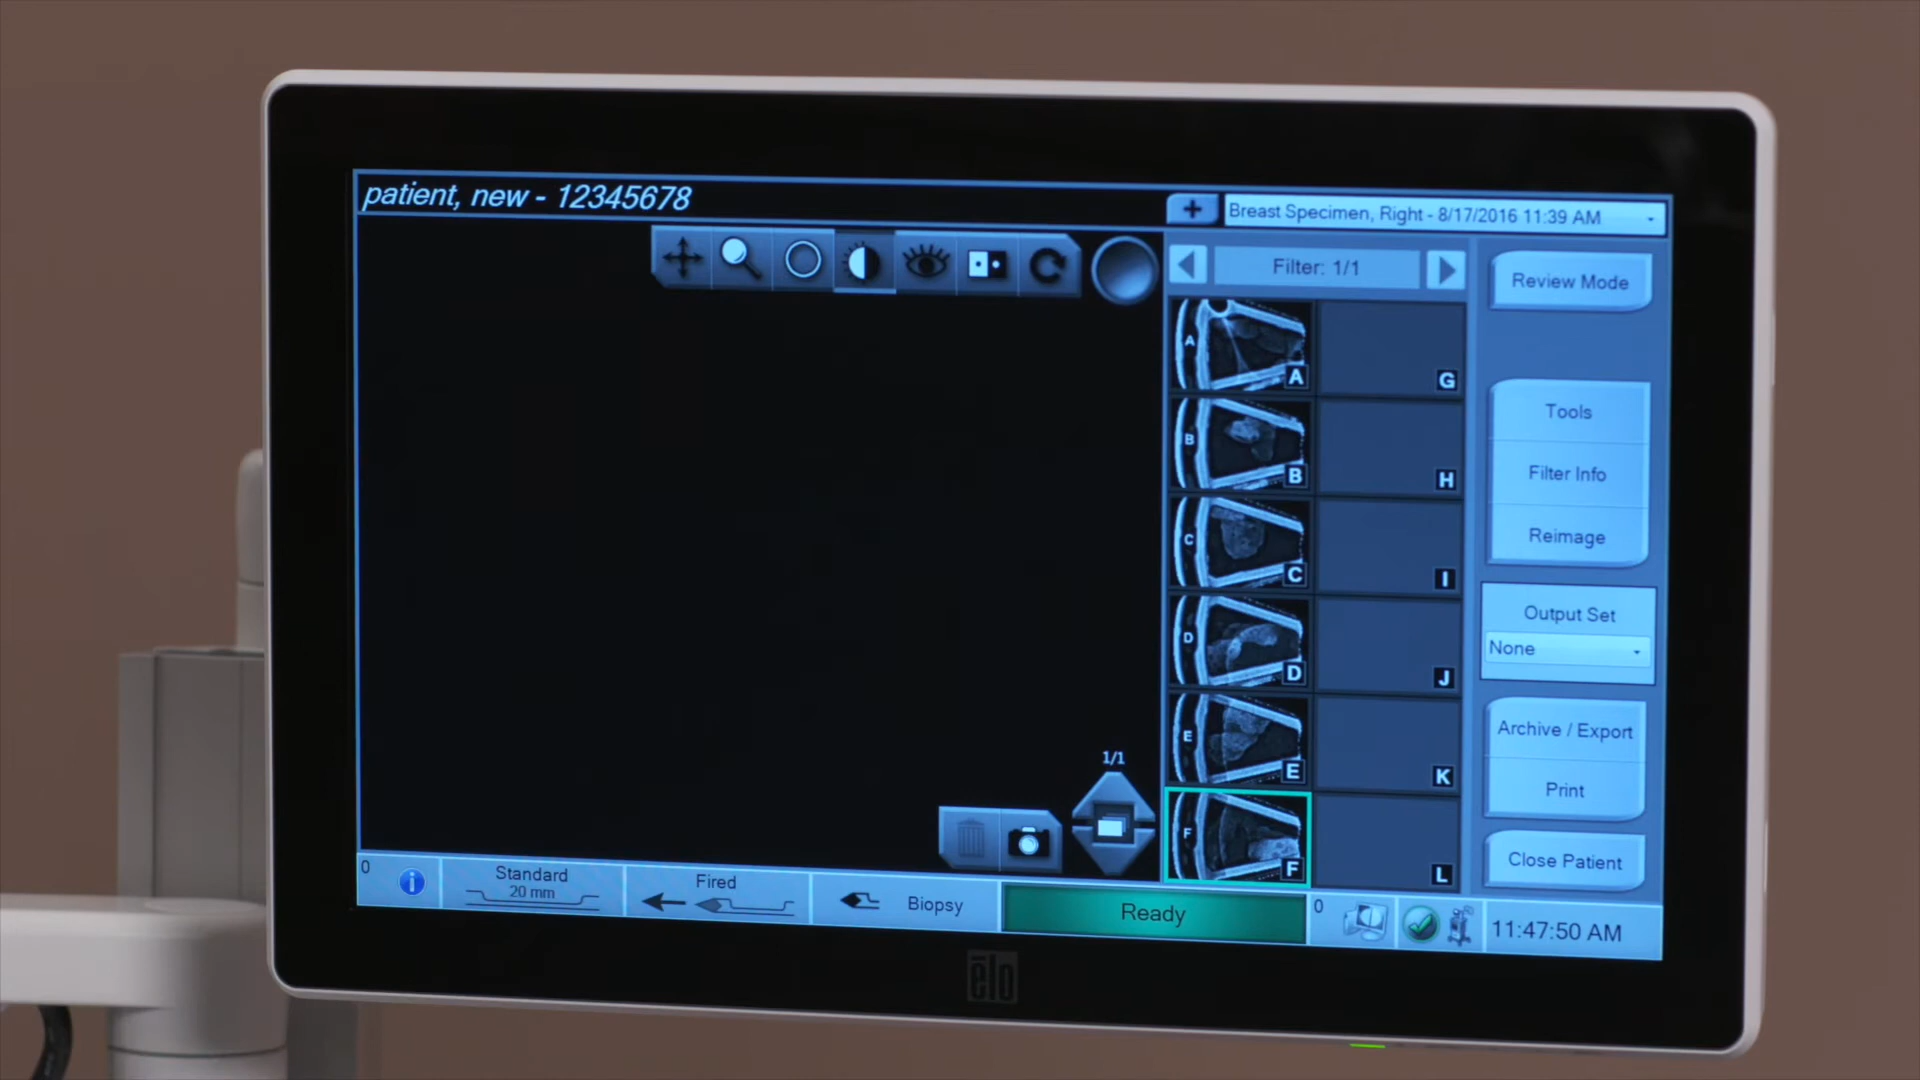 patient, new - 12345678
+
Breast Specimen, Right - 8/17/2016 11:39 AM
Filter: 1/1
Review Mode
A
A
G
B
B
H
C
C
I
D
D
J
E
E
K
F
F
L
Tools
Filter Info
Reimage
Output Set
None
Archive / Export
Print
Close Patient
1/1
0
i
Standard
20 mm
Fired
Biopsy
Ready
0
11:47:50 AM
elo